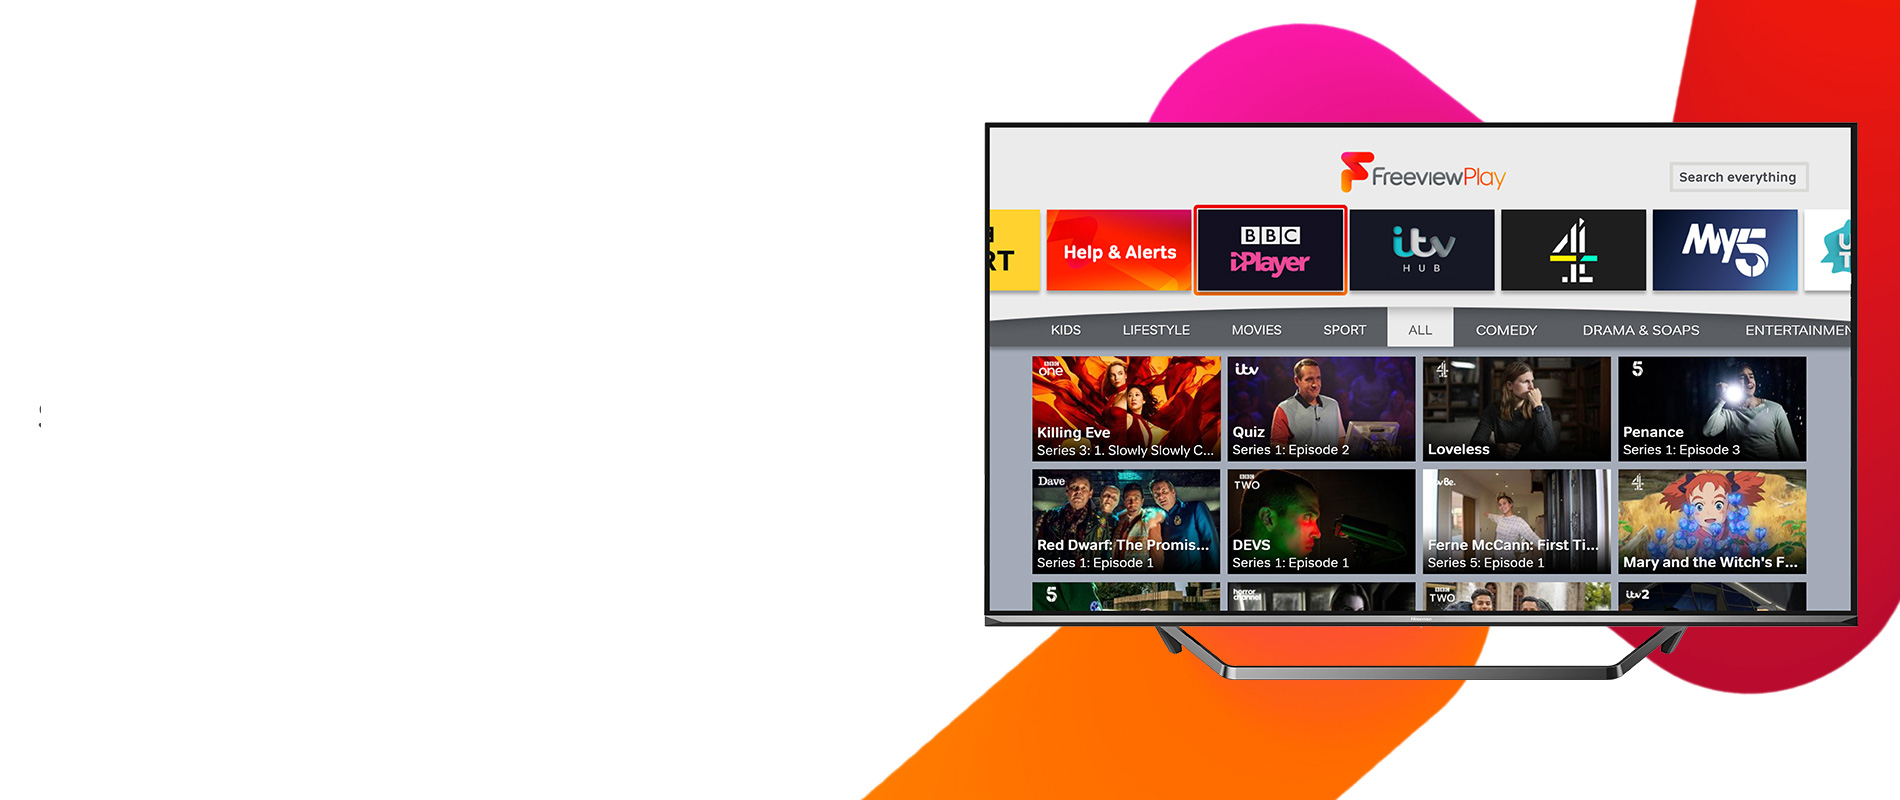 FreeviewPlay
Search everything
RT
Help & Alerts
BBC
iPlayer
itv
HUB
4
My5
KIDS
LIFESTYLE
MOVIES
SPORT
ALL
COMEDY
DRAMA & SOAPS
ENTERTAINMEN
BBC
one
Killing Eve
Series 3: 1. Slowly Slowly C...
itv
Quiz
Series 1: Episode 2
4
Loveless
5
Penance
Series 1: Episode 3
Dave
Red Dwarf: The Promis...
Series 1: Episode 1
BBC
TWO
DEVS
Series 1: Episode 1
vBe.
Ferne McCann: First Ti...
Series 5: Episode 1
4
Mary and the Witch's F...
5
horror
channel
BBC
TWO
itv2
Hisense